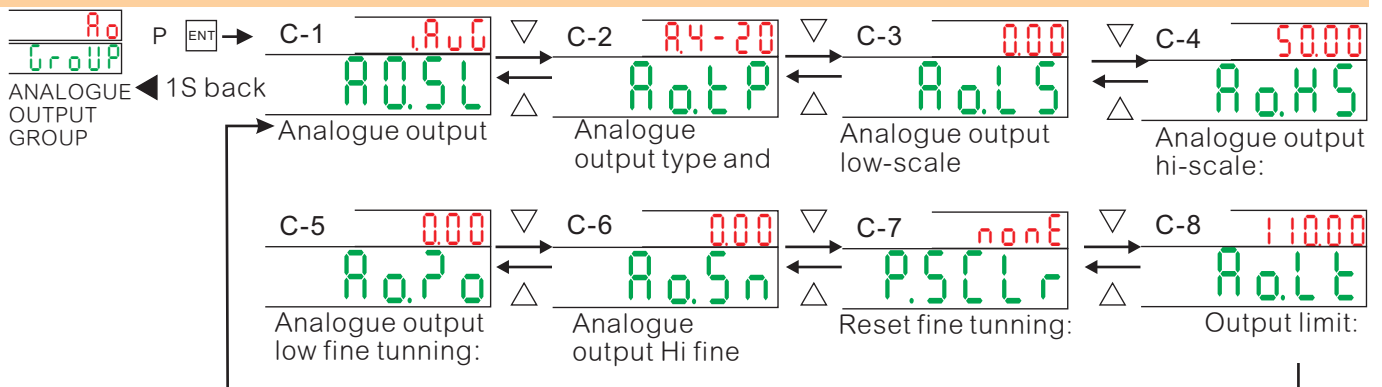 Ao
GroUP
ANALOGUE
OUTPUT
GROUP
P ENT
1S back
C-1 i.AvG
AO.SL
Analogue output
C-2 A.4-20
Ao.tP
Analogue
output type and
C-3 0.00
Ao.LS
Analogue output
low-scale
C-4 50.00
Ao.HS
Analogue output
hi-scale:
C-5 0.00
Ao.Zo
Analogue output
low fine tunning:
C-6 0.00
Ao.Sn
Analogue
output Hi fine
C-7 nonE
P.SCLr
Reset fine tunning:
C-8 110.00
Ao.Lt
Output limit: